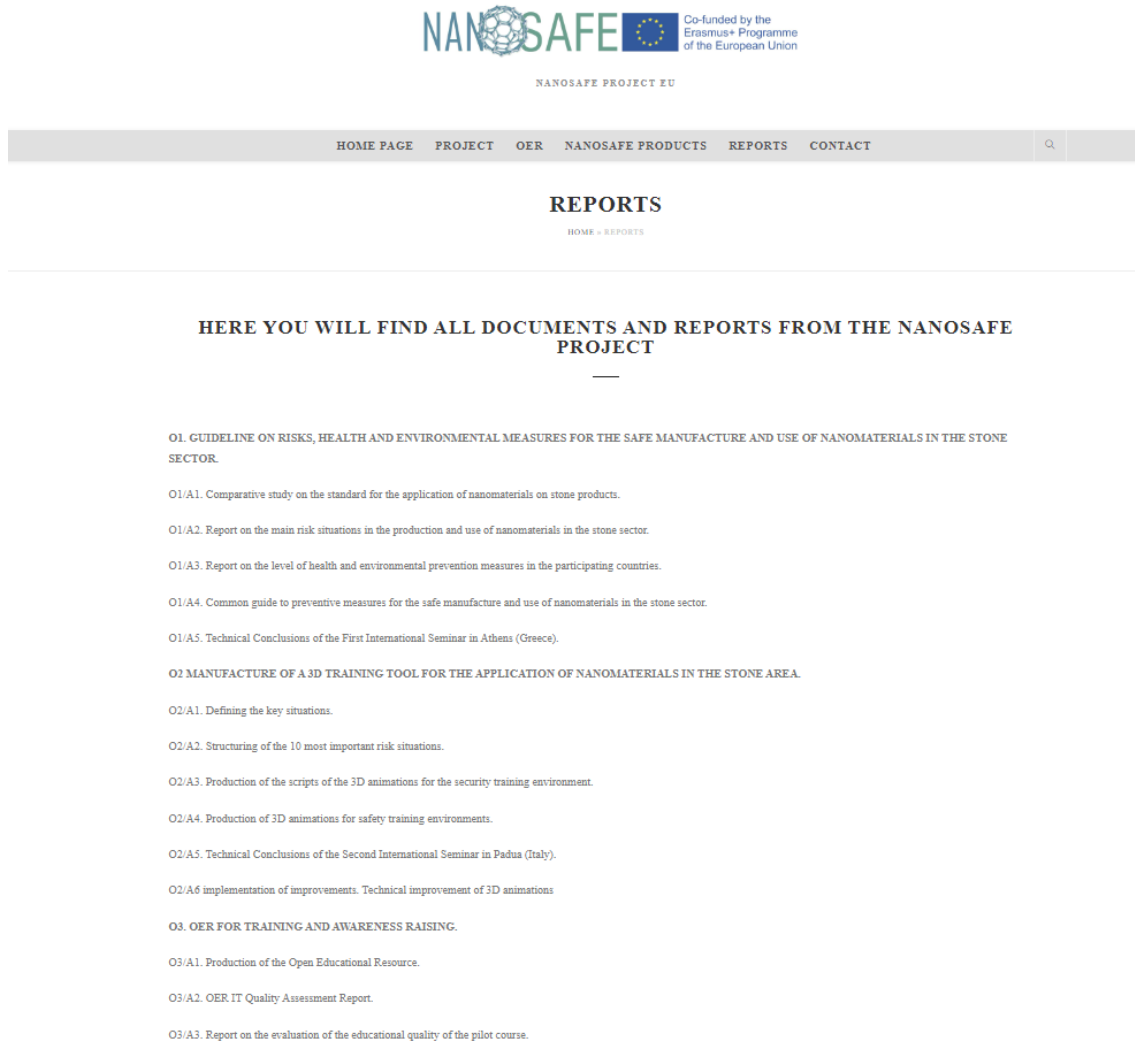 NANOSAFE
Co-funded by the
Erasmus+ Programme
of the European Union
NANOSAFE PROJECT EU
HOME PAGE PROJECT OER NANOSAFE PRODUCTS REPORTS CONTACT
REPORTS
HOME » REPORTS
HERE YOU WILL FIND ALL DOCUMENTS AND REPORTS FROM THE NANOSAFE
PROJECT
O1. GUIDELINE ON RISKS, HEALTH AND ENVIRONMENTAL MEASURES FOR THE SAFE MANUFACTURE AND USE OF NANOMATERIALS IN THE STONE
SECTOR.
O1/A1. Comparative study on the standard for the application of nanomaterials on stone products.
O1/A2. Report on the main risk situations in the production and use of nanomaterials in the stone sector.
O1/A3. Report on the level of health and environmental prevention measures in the participating countries.
O1/A4. Common guide to preventive measures for the safe manufacture and use of nanomaterials in the stone sector.
O1/A5. Technical Conclusions of the First International Seminar in Athens (Greece).
O2 MANUFACTURE OF A 3D TRAINING TOOL FOR THE APPLICATION OF NANOMATERIALS IN THE STONE AREA.
O2/A1. Defining the key situations.
O2/A2. Structuring of the 10 most important risk situations.
O2/A3. Production of the scripts of the 3D animations for the security training environment.
O2/A4. Production of 3D animations for safety training environments.
O2/A5. Technical Conclusions of the Second International Seminar in Padua (Italy).
O2/A6 implementation of improvements. Technical improvement of 3D animations
O3. OER FOR TRAINING AND AWARENESS RAISING.
O3/A1. Production of the Open Educational Resource.
O3/A2. OER IT Quality Assessment Report.
O3/A3. Report on the evaluation of the educational quality of the pilot course.